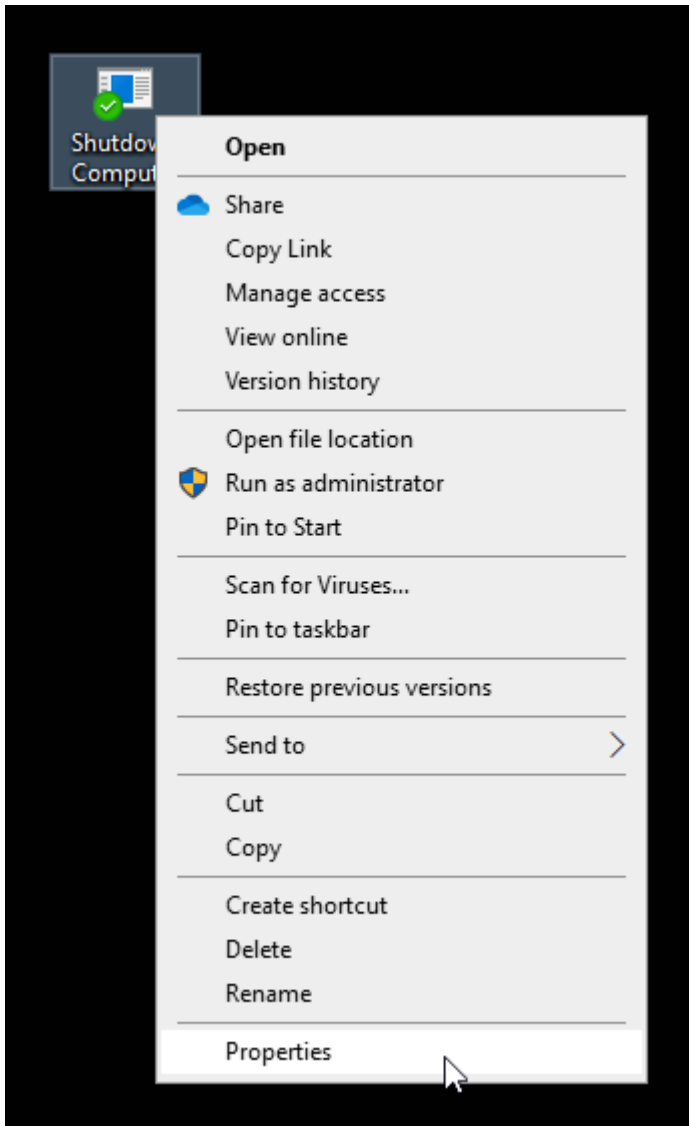 Shutdow
Comput
Open
Share
Copy Link
Manage access
View online
Version history
Open file location
Run as administrator
Pin to Start
Scan for Viruses...
Pin to taskbar
Restore previous versions
Send to
Cut
Copy
Create shortcut
Delete
Rename
Properties